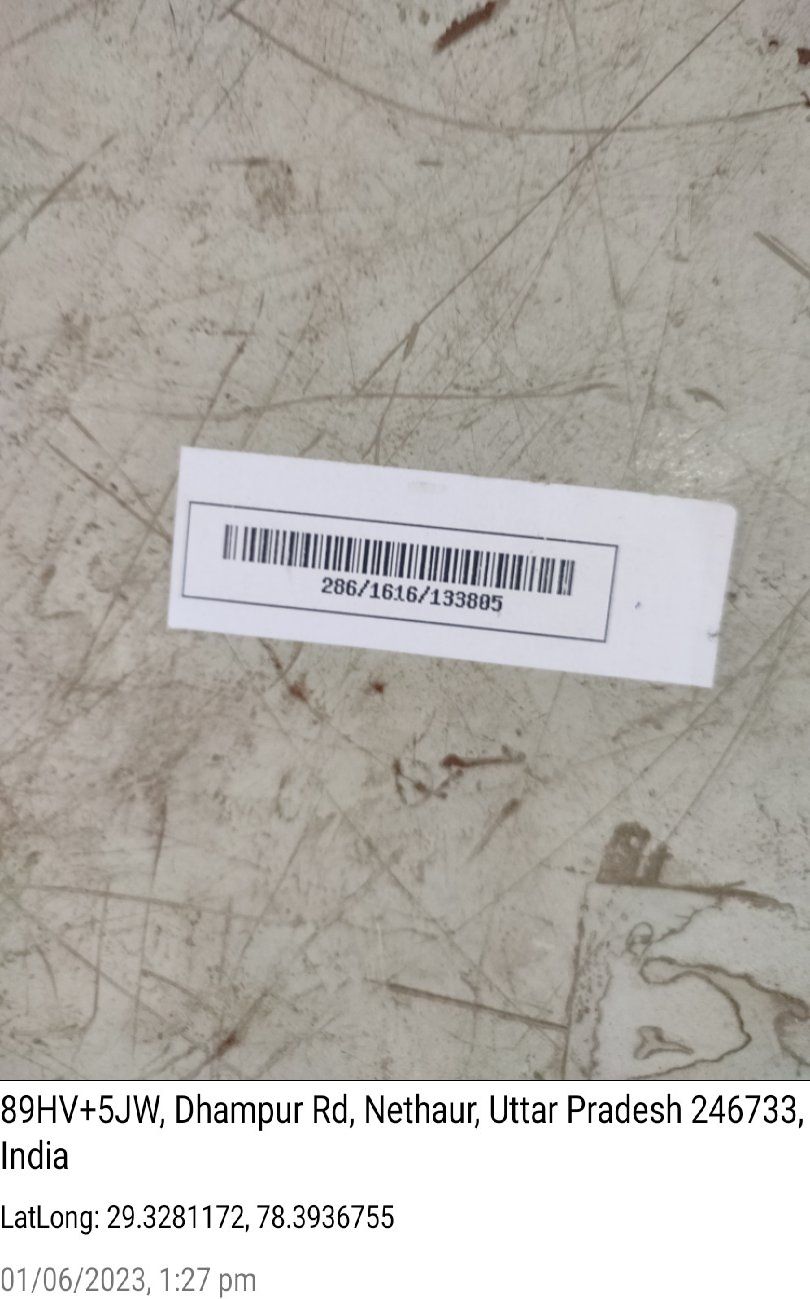 286/1616/133805
89HV+5JW, Dhampur Rd, Nethaur, Uttar Pradesh 246733,
India
LatLong: 29.3281172, 78.3936755
01/06/2023, 1:27 pm